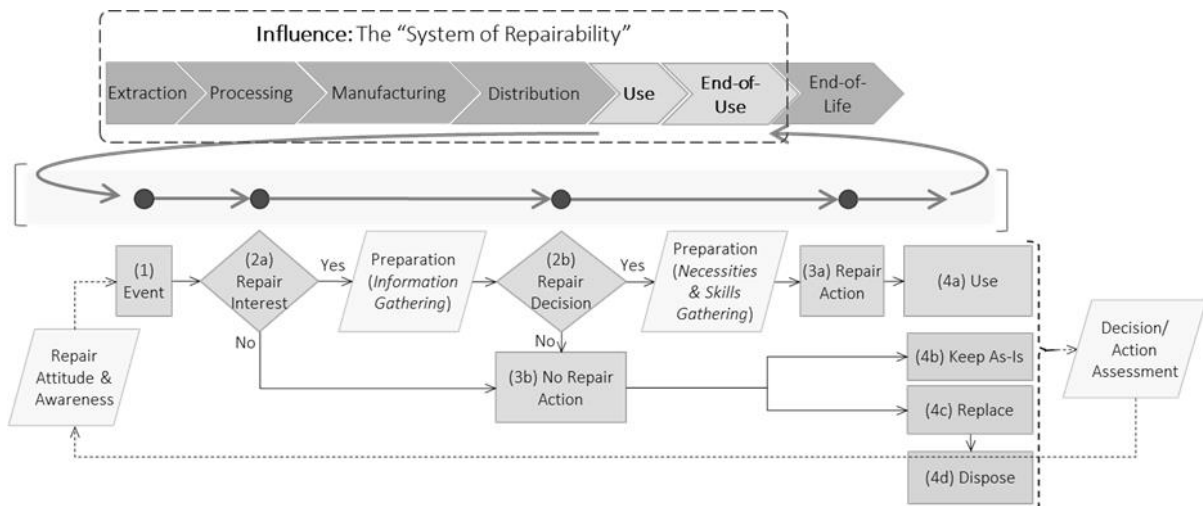 Influence: The “System of Repairability”
Extraction
Processing
Manufacturing
Distribution
Use
End-of-
Use
End-of-
Life
(1)
Event
(2a)
Repair
Interest
Yes
No
Preparation
(Information
Gathering)
(2b)
Repair
Decision
Yes
No
Preparation
(Necessities
& Skills
Gathering)
(3a) Repair
Action
(4a) Use
Repair
Attitude &
Awareness
(3b) No Repair
Action
(4b) Keep As-Is
(4c) Replace
(4d) Dispose
Decision/
Action
Assessment